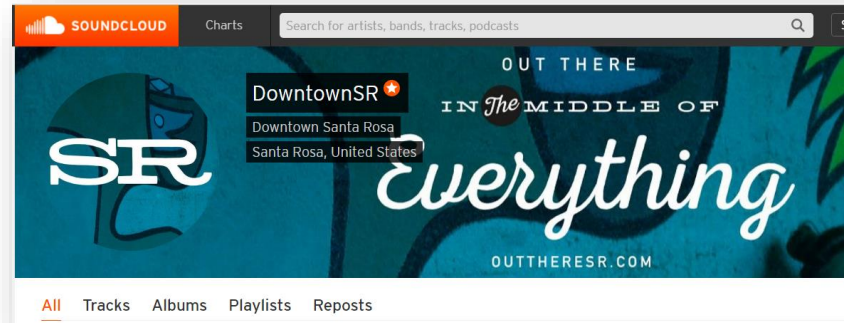 SOUNDCLOUD Charts Search for artists, bands, tracks, podcasts S
SR
DowntownSR
Downtown Santa Rosa
Santa Rosa, United States
OUT THERE
IN The MIDDLE OF
Everything
OUTTHERESR.COM
All Tracks Albums Playlists Reposts